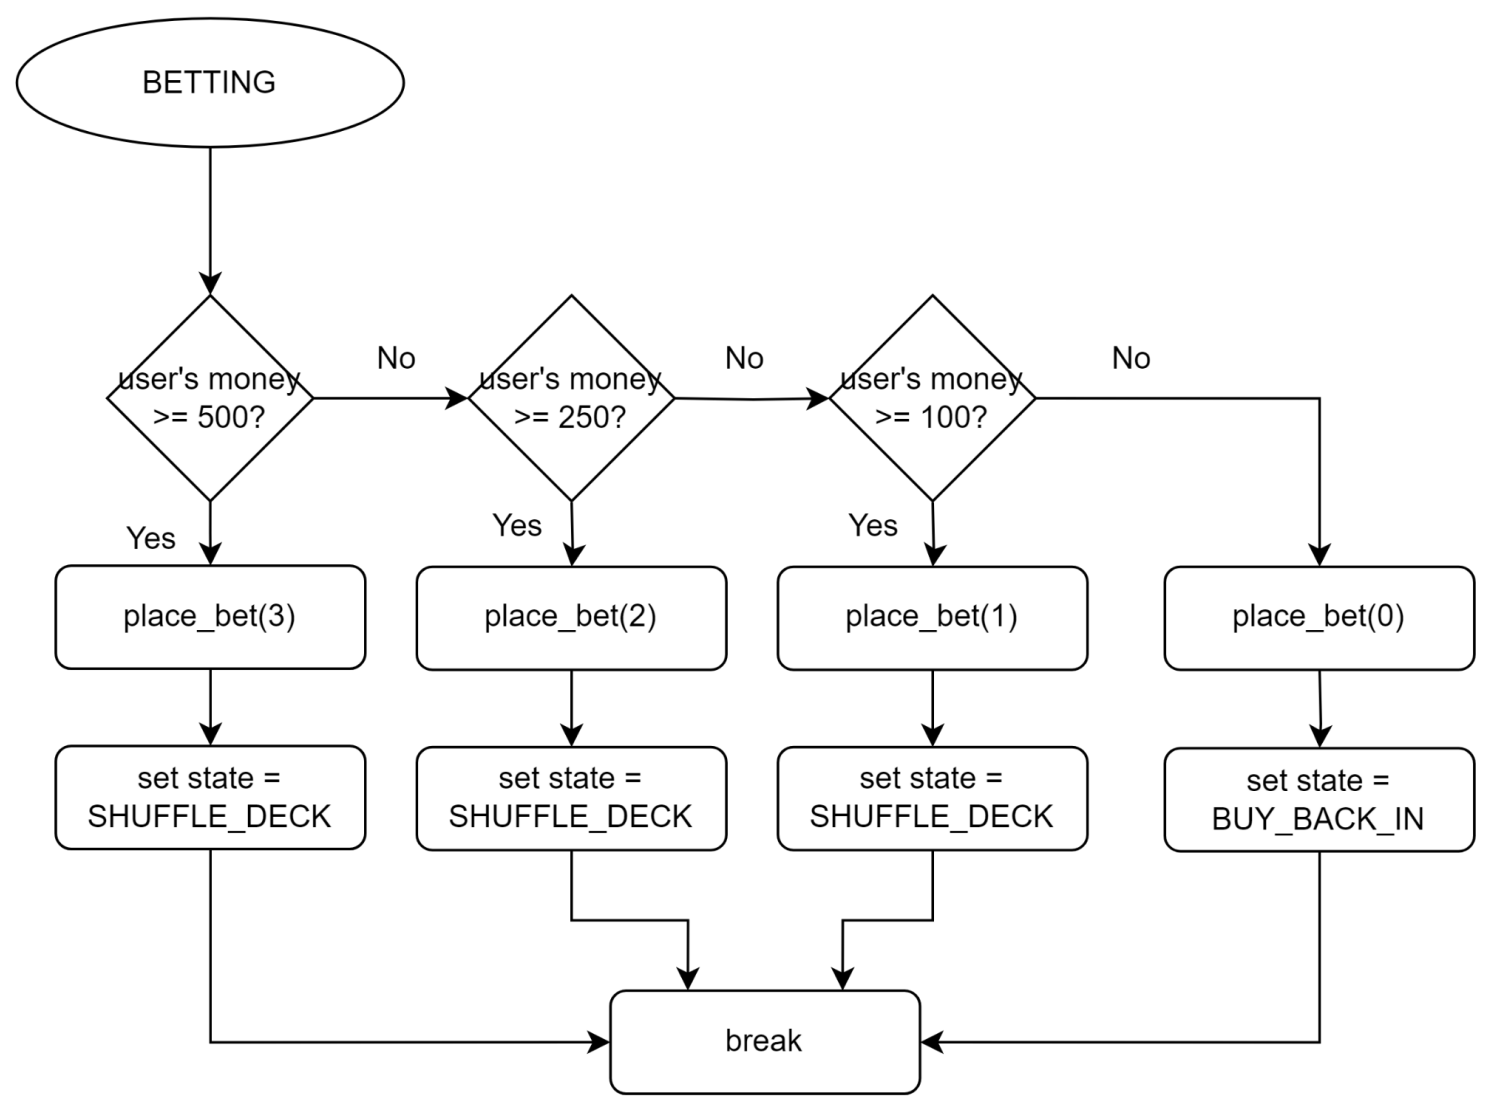 BETTING
user's money
>= 500?
No
user's money
>= 250?
No
user's money
>= 100?
No
Yes
Yes
Yes
place_bet(3)
place_bet(2)
place_bet(1)
place_bet(0)
set state =
SHUFFLE_DECK
set state =
SHUFFLE_DECK
set state =
SHUFFLE_DECK
set state =
BUY_BACK_IN
break